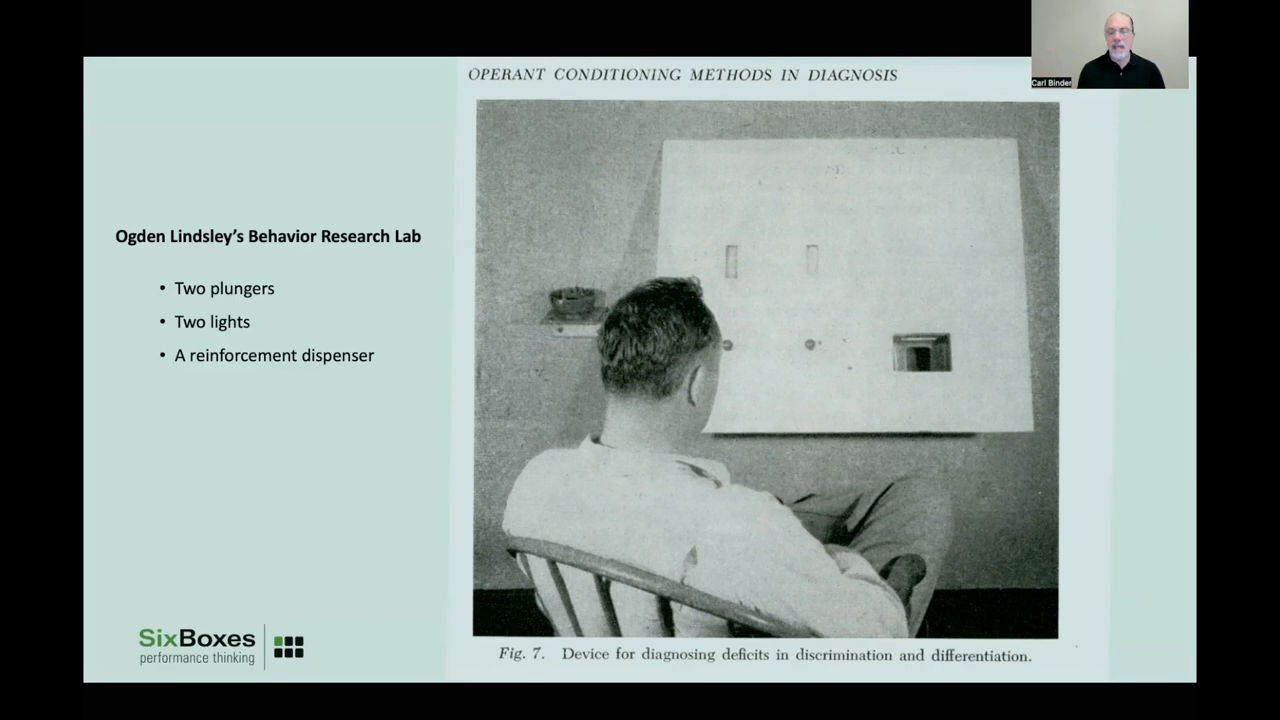 OPERANT CONDITIONING METHODS IN DIAGNOSIS
Carl Binder
Ogden Lindsley's Behavior Research Lab
• Two plungers
• Two lights
• A reinforcement dispenser
SixBoxes
performance thinking
Fig. 7. Device for diagnosing deficits in discrimination and differentiation.